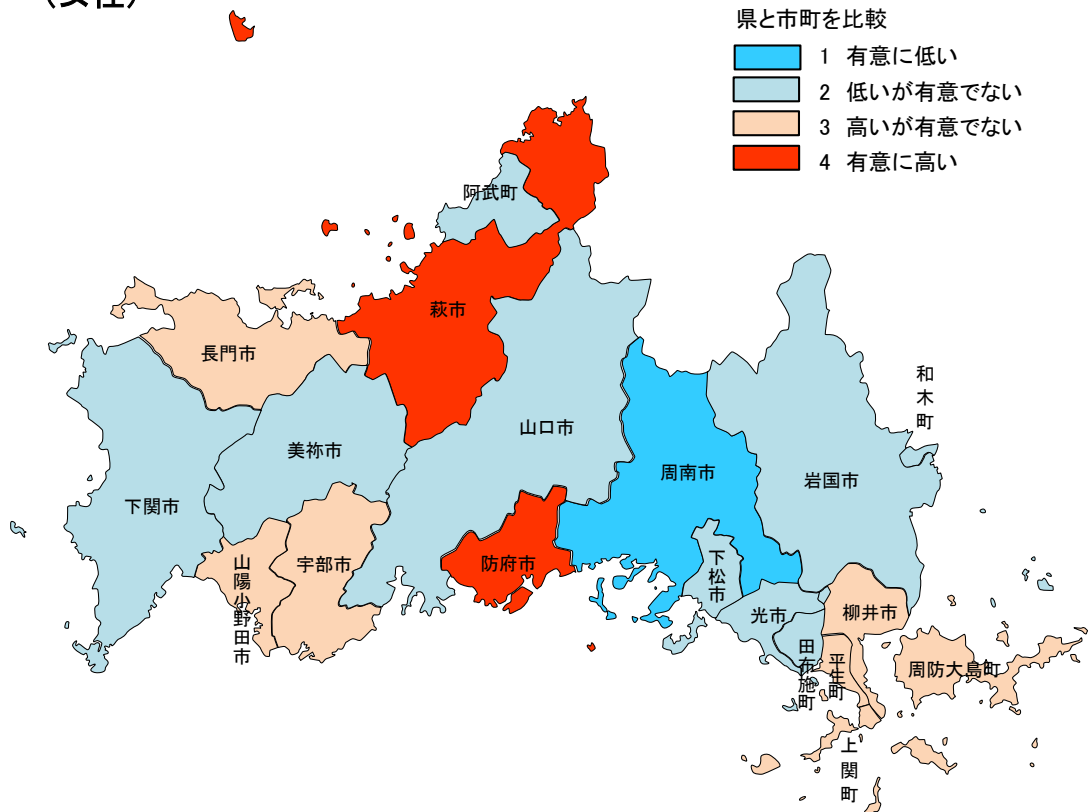 (女性)
県と市町を比較
1 有意に低い
2 低いが有意でない
3 高いが有意でない
4 有意に高い
阿武町
萩市
長門市
和木町
山口市
美祢市
周南市
岩国市
下関市
宇部市
防府市
山陽小野田市
下松市
光市
柳井市
田布施町
平生町
周防大島町
上関町